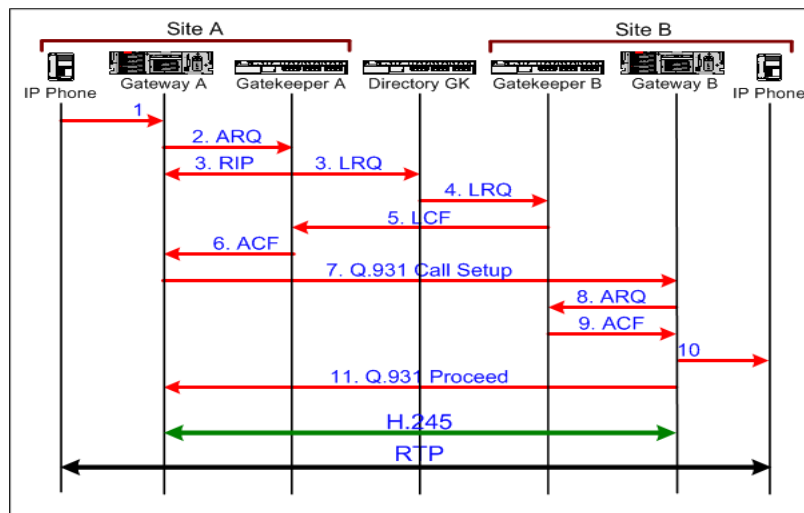 Site A
Site B
IP Phone
Gateway A
Gatekeeper A
Directory GK
Gatekeeper B
Gateway B
IP Phone
1
2. ARQ
3. RIP
3. LRQ
4. LRQ
5. LCF
6. ACF
7. Q.931 Call Setup
8. ARQ
9. ACF
10
11. Q.931 Proceed
H.245
RTP